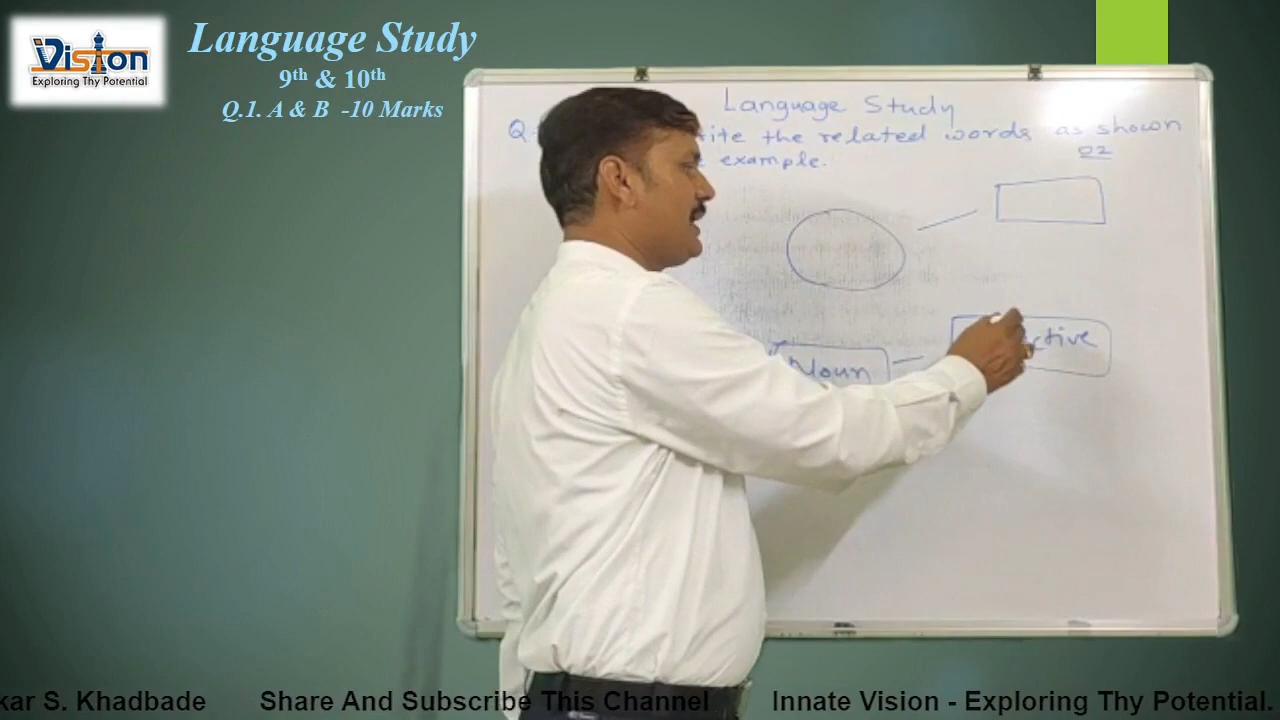 Vision
Exploring Thy Potential
Language Study
9th & 10th
Q.1. A & B -10 Marks
Language Study
the related words as shown
02
example.
Noun
kar S. Khadbade Share And Subscribe This Channel Innate Vision - Exploring Thy Potential.